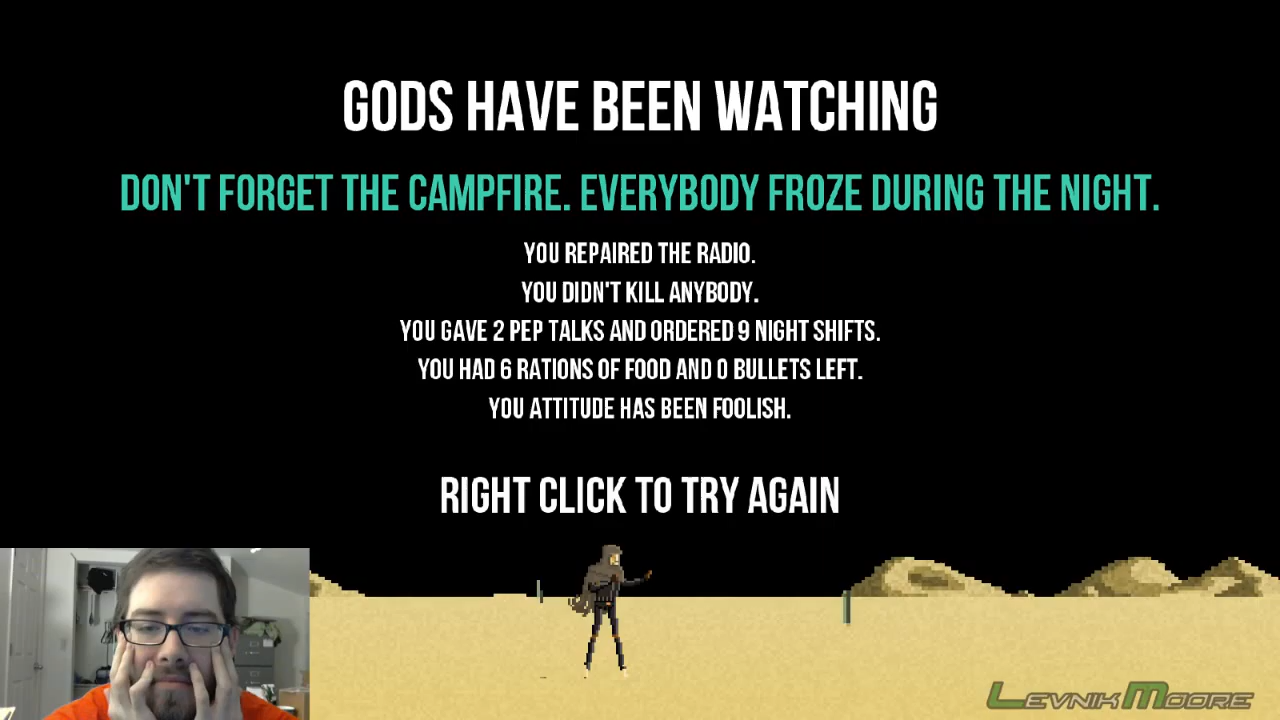 GODS HAVE BEEN WATCHING
DON'T FORGET THE CAMPFIRE. EVERYBODY FROZE DURING THE NIGHT.
YOU REPAIRED THE RADIO.
YOU DIDN'T KILL ANYBODY.
YOU GAVE 2 PEP TALKS AND ORDERED 9 NIGHT SHIFTS.
YOU HAD 6 RATIONS OF FOOD AND 0 BULLETS LEFT.
YOU ATTITUDE HAS BEEN FOOLISH.
RIGHT CLICK TO TRY AGAIN
LEVNIKMOORE